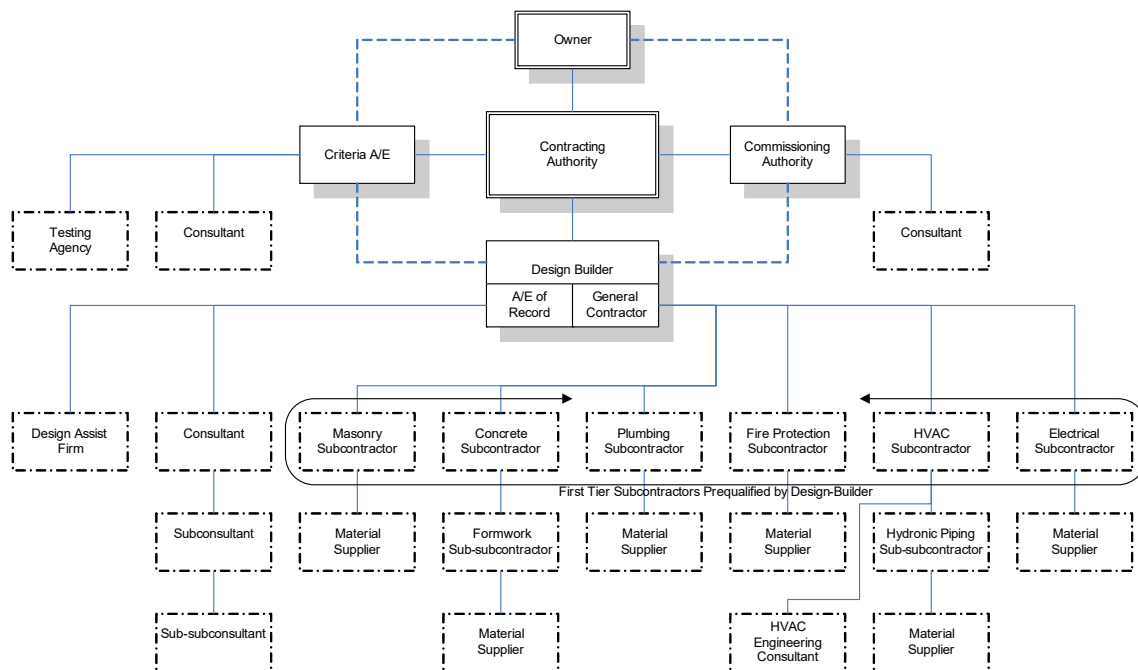 Owner
Criteria A/E
Contracting
Authority
Commissioning
Authority
Testing
Agency
Consultant
Consultant
Design Builder
A/E of
Record
General
Contractor
Design Assist
Firm
Consultant
Masonry
Subcontractor
Concrete
Subcontractor
Plumbing
Subcontractor
Fire Protection
Subcontractor
HVAC
Subcontractor
Electrical
Subcontractor
First Tier Subcontractors Prequalified by Design-Builder
Subconsultant
Material
Supplier
Formwork
Sub-subcontractor
Material
Supplier
Material
Supplier
Hydronic Piping
Sub-subcontractor
Material
Supplier
Sub-subconsultant
Material
Supplier
HVAC
Engineering
Consultant
Material
Supplier